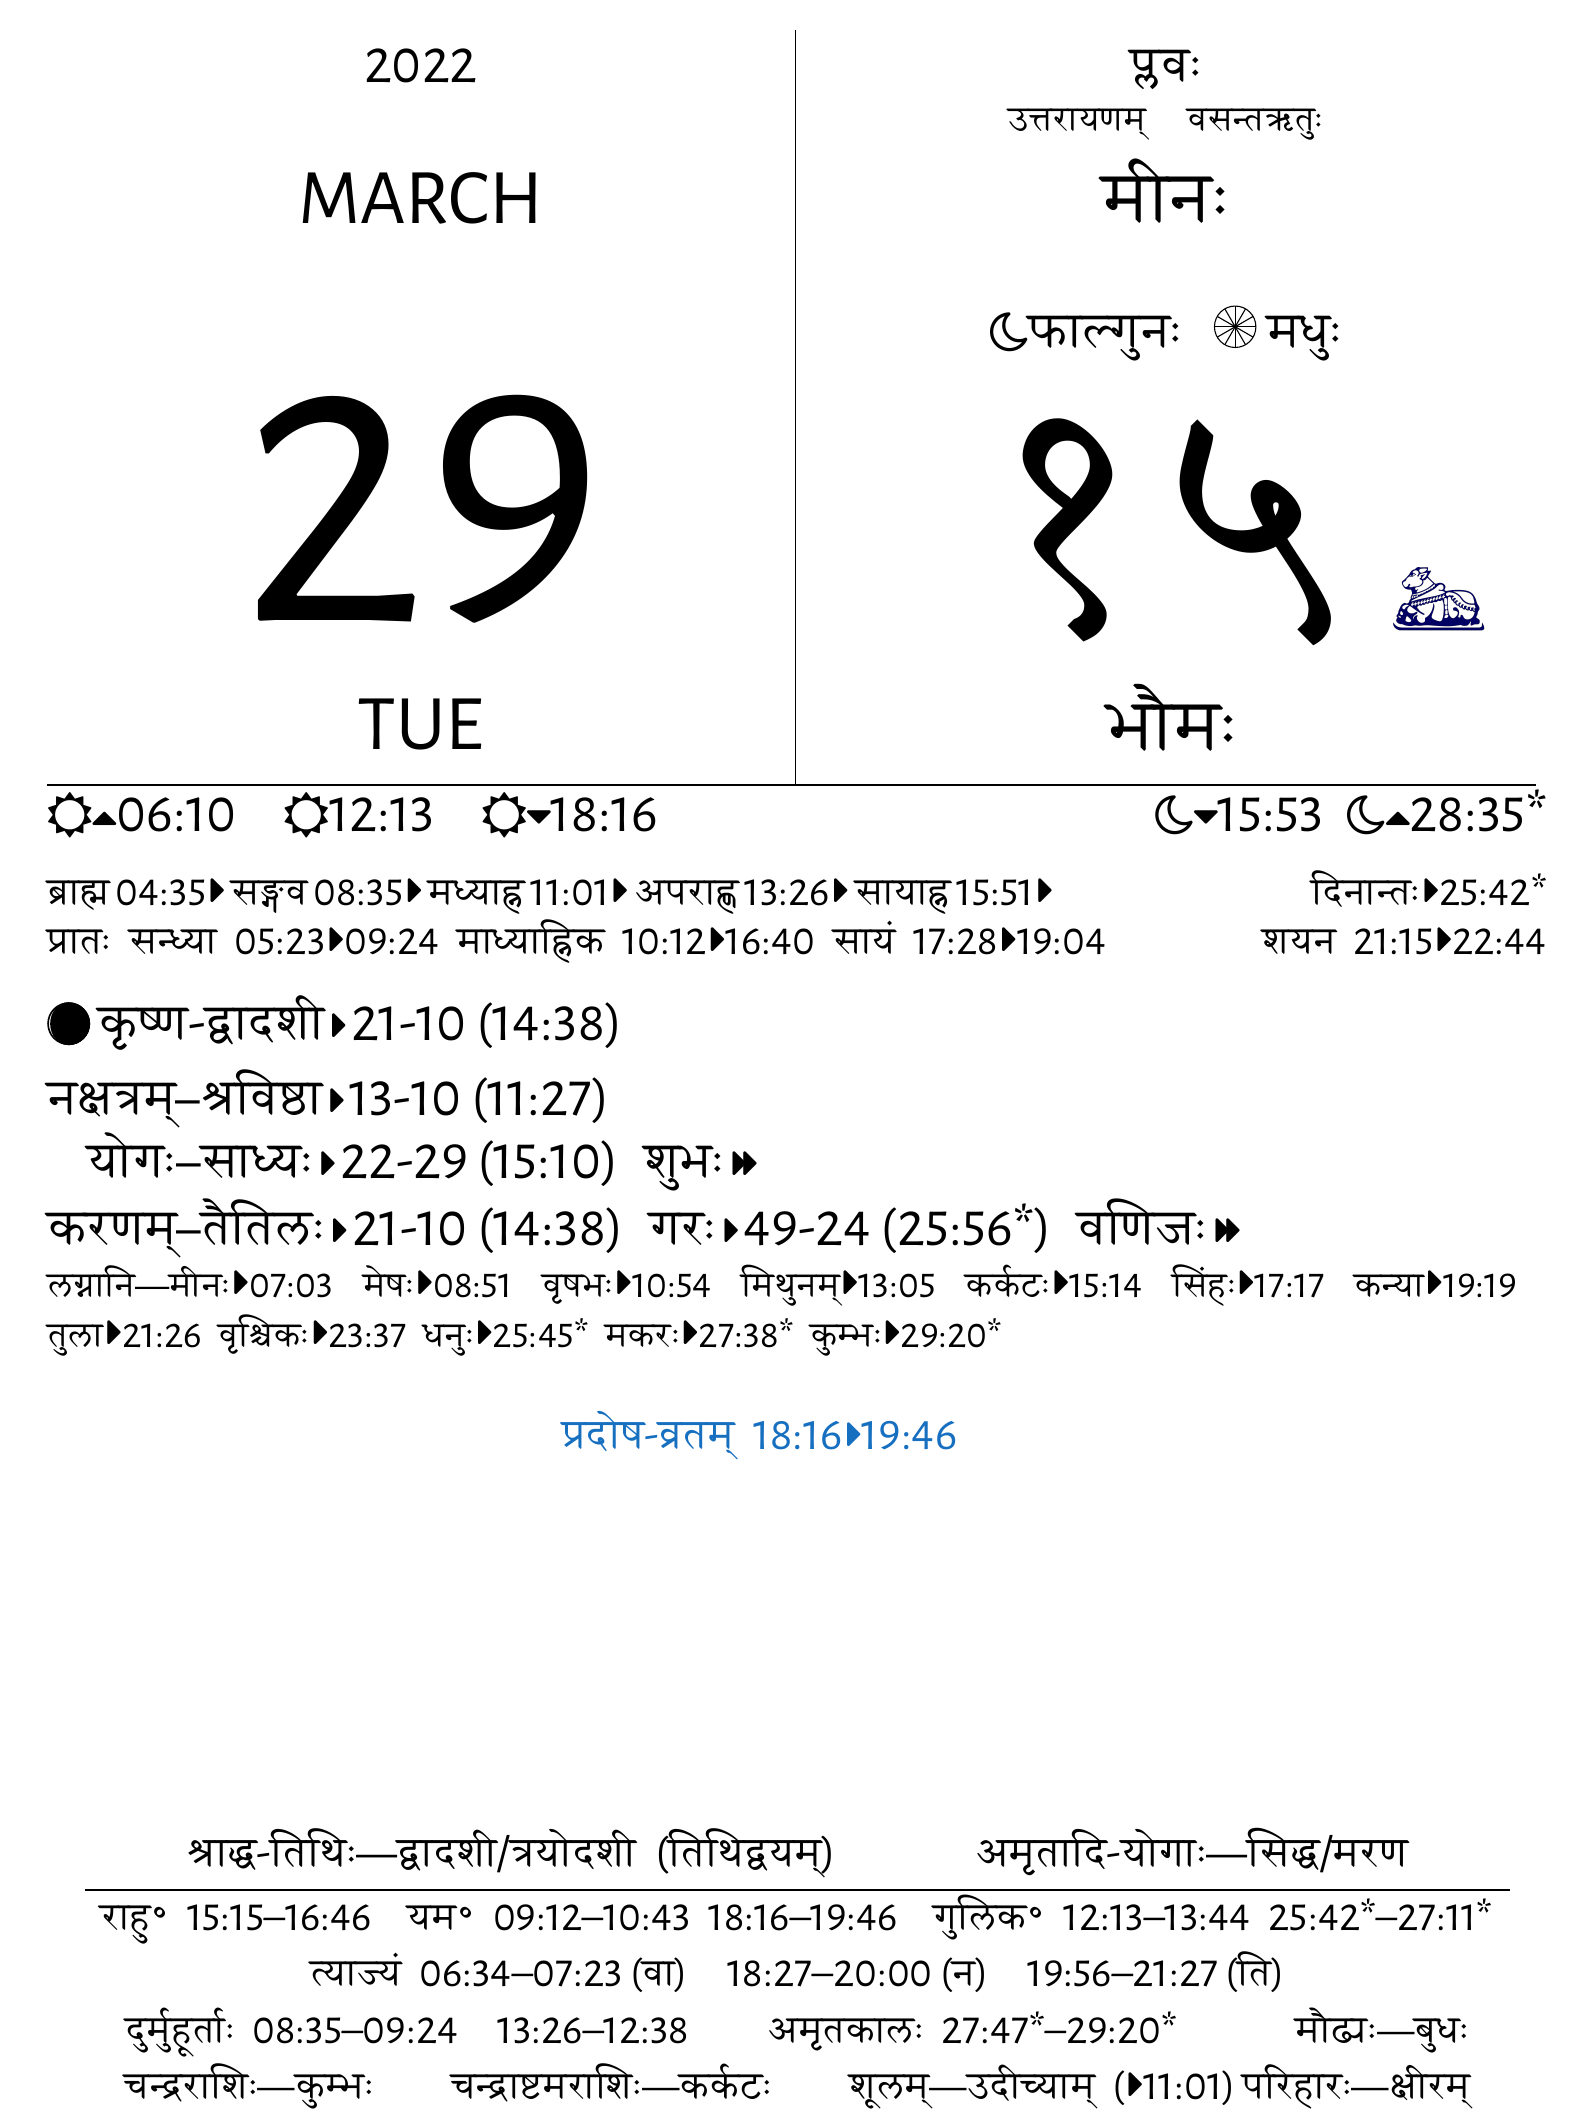 2022
MARCH
29
TUE
प्लवः
उत्तरायणम् वसन्तऋतुः
मीनः
फाल्गुनः मधुः
१५
भौमः
06:10 12:13 18:16 15:53 28:35*
ब्राह्म 04:35 सङ्गव 08:35 मध्याह्न 11:01 अपराह्ण 13:26 सायाह्न 15:51 दिनान्तः 25:42*
प्रातः सन्ध्या 05:23 09:24 माध्याह्निक 10:12 16:40 सायं 17:28 19:04 शयन 21:15 22:44
कृष्ण-द्वादशी 21-10 (14:38)
नक्षत्रम्–श्रविष्ठा 13-10 (11:27)
योगः–साध्यः 22-29 (15:10) शुभः
करणम्–तैतिलः 21-10 (14:38) गरः 49-24 (25:56*) वणिजः
लग्नानि—मीनः 07:03 मेषः 08:51 वृषभः 10:54 मिथुनम् 13:05 कर्कटः 15:14 सिंहः 17:17 कन्या 19:19
तुला 21:26 वृश्चिकः 23:37 धनुः 25:45* मकरः 27:38* कुम्भः 29:20*
प्रदोष-व्रतम् 18:16 19:46
श्राद्ध-तिथिः—द्वादशी/त्रयोदशी (तिथिद्वयम्) अमृतादि-योगाः—सिद्ध/मरण
राहु॰ 15:15–16:46 यम॰ 09:12–10:43 18:16–19:46 गुलिक॰ 12:13–13:44 25:42*–27:11*
त्याज्यं 06:34–07:23 (वा) 18:27–20:00 (न) 19:56–21:27 (ति)
दुर्मुहूर्ताः 08:35–09:24 13:26–12:38 अमृतकालः 27:47*–29:20* मौढ्यः—बुधः
चन्द्रराशिः—कुम्भः चन्द्राष्टमराशिः—कर्कटः शूलम्—उदीच्याम् ( 11:01) परिहारः—क्षीरम्